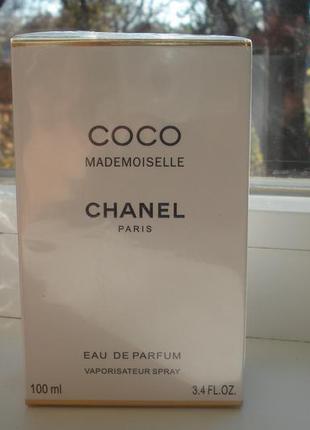 COCO
MADEMOISELLE
CHANEL
PARIS
EAU DE PARFUM
VAPORISATEUR SPRAY
100 ml 3.4 FL.OZ.